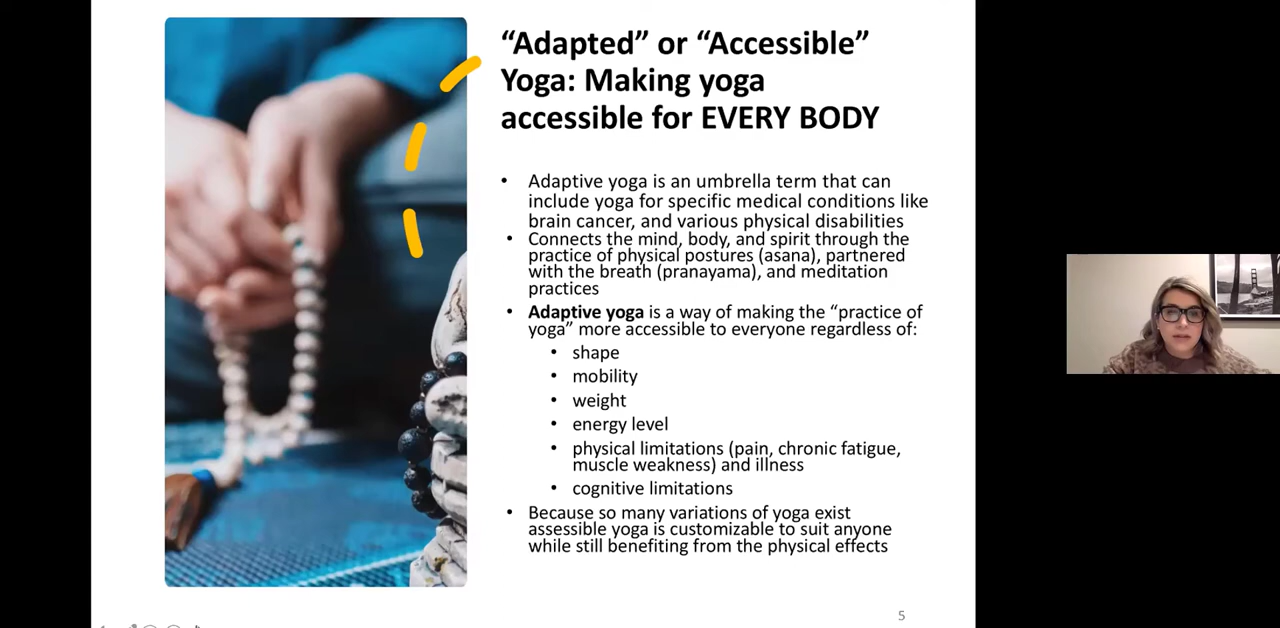 “Adapted” or “Accessible”
Yoga: Making yoga
accessible for EVERY BODY
• Adaptive yoga is an umbrella term that can
include yoga for specific medical conditions like
brain cancer, and various physical disabilities
• Connects the mind, body, and spirit through the
practice of physical postures (asana), partnered
with the breath (pranayama), and meditation
practices
• Adaptive yoga is a way of making the “practice of
yoga” more accessible to everyone regardless of:
• shape
• mobility
• weight
• energy level
• physical limitations (pain, chronic fatigue,
muscle weakness) and illness
• cognitive limitations
• Because so many variations of yoga exist
assessible yoga is customizable to suit anyone
while still benefiting from the physical effects
5